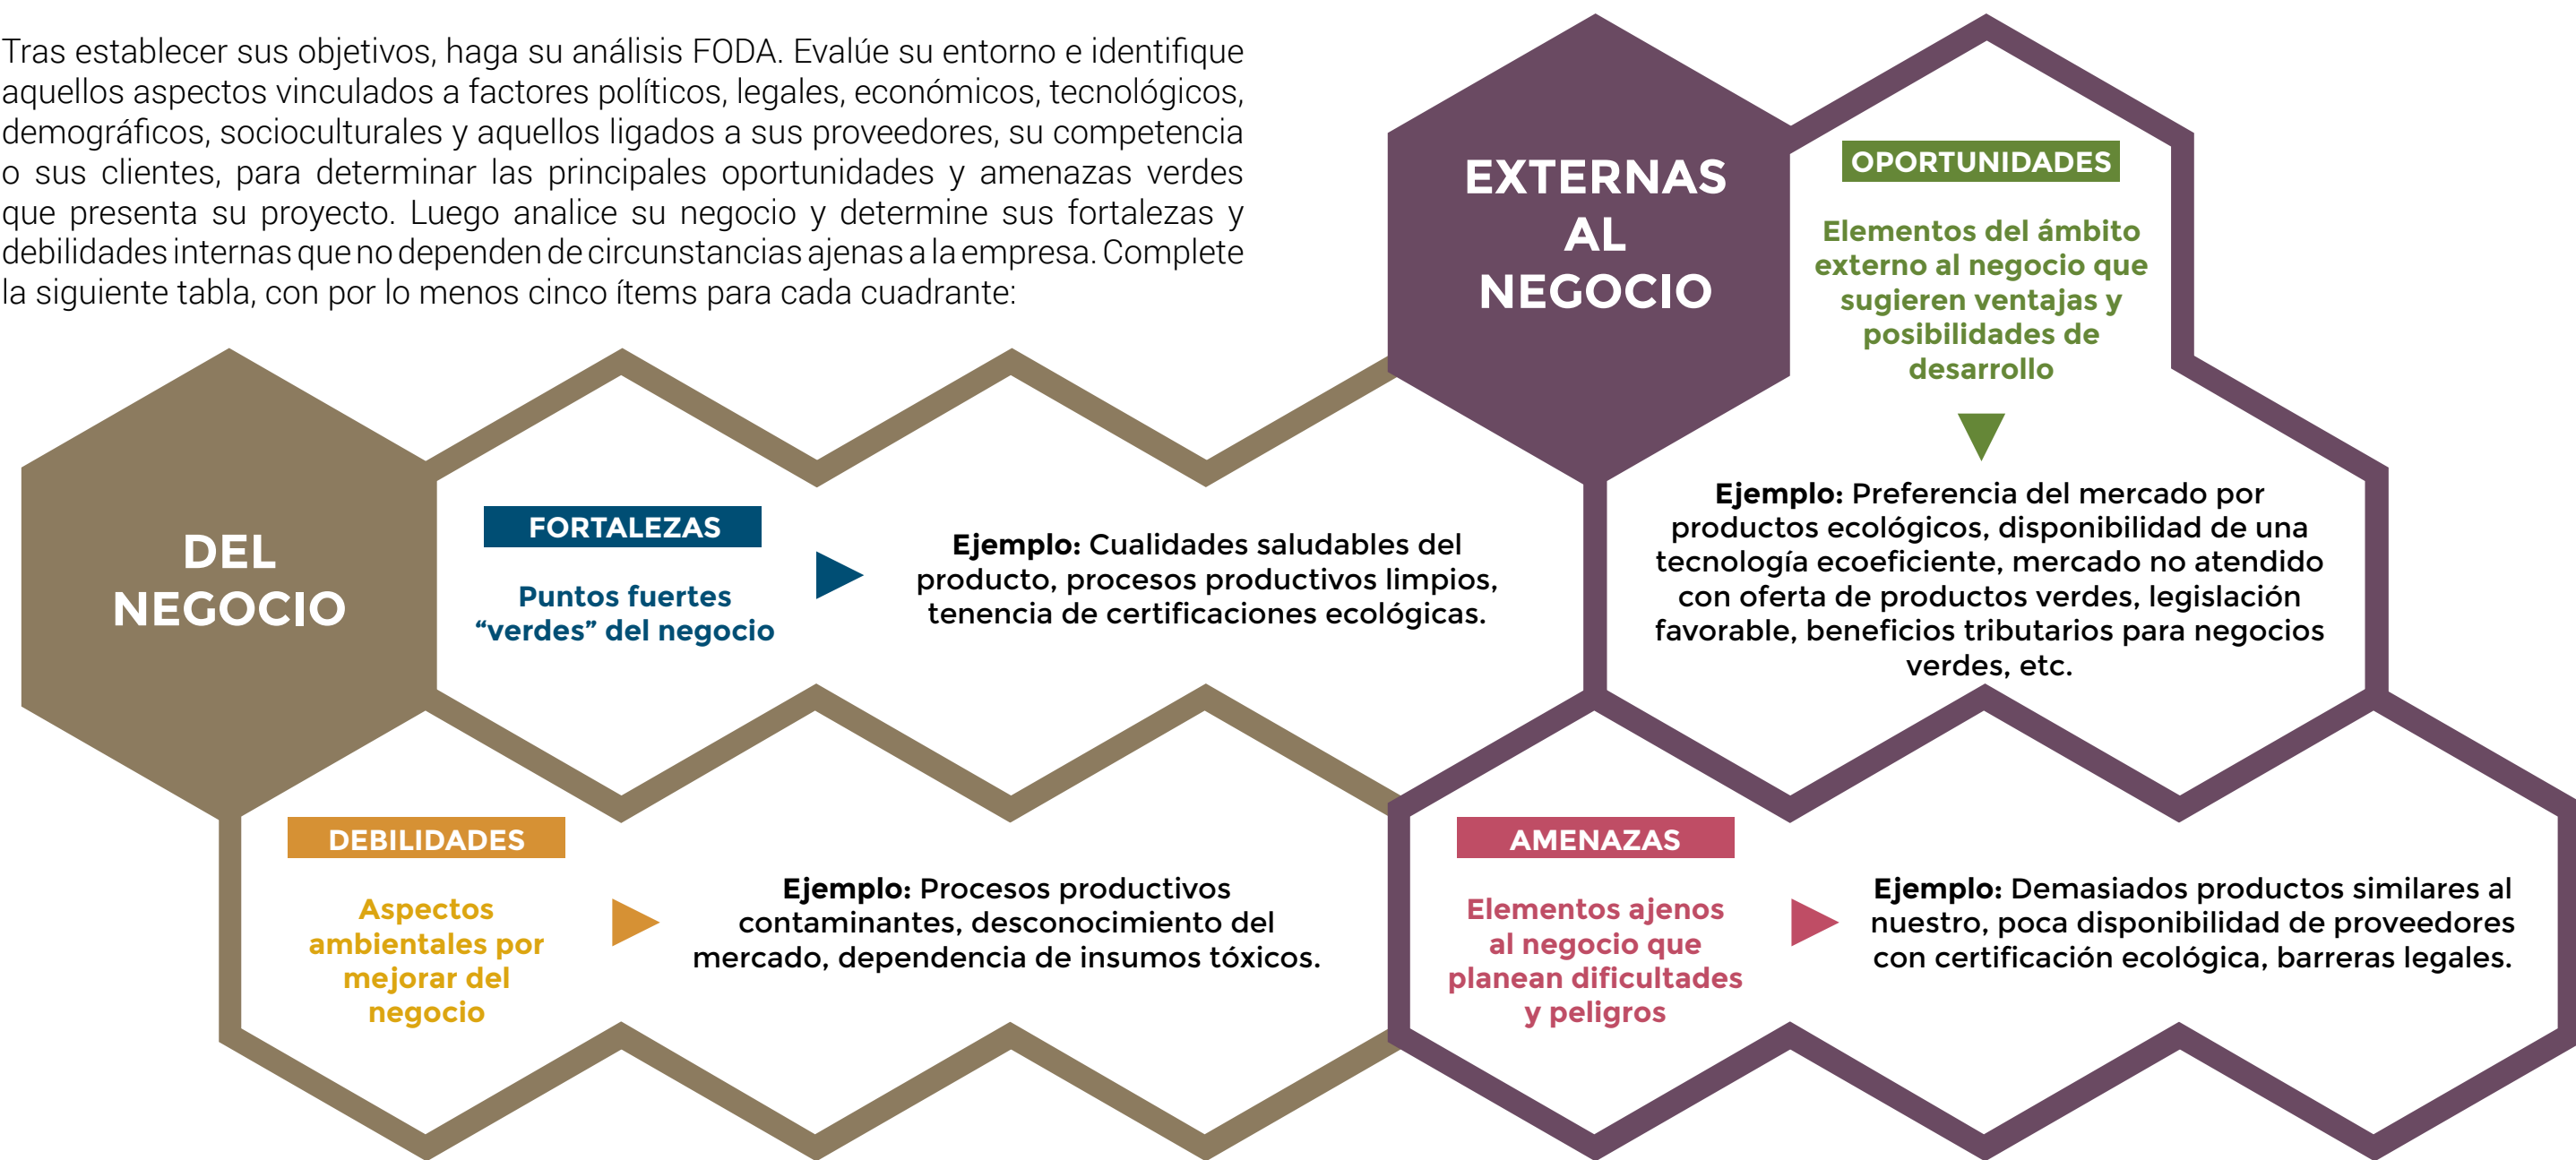 Tras establecer sus objetivos, haga su análisis FODA. Evalúe su entorno e identifique
aquellos aspectos vinculados a factores políticos, legales, económicos, tecnológicos,
demográficos, socioculturales y aquellos ligados a sus proveedores, su competencia
o sus clientes, para determinar las principales oportunidades y amenazas verdes
que presenta su proyecto. Luego analice su negocio y determine sus fortalezas y
debilidades internas que no dependen de circunstancias ajenas a la empresa. Complete
la siguiente tabla, con por lo menos cinco ítems para cada cuadrante:
DEL
NEGOCIO
FORTALEZAS
Puntos fuertes
“verdes” del negocio
Ejemplo: Cualidades saludables del
producto, procesos productivos limpios,
tenencia de certificaciones ecológicas.
DEBILIDADES
Aspectos
ambientales por
mejorar del
negocio
Ejemplo: Procesos productivos
contaminantes, desconocimiento del
mercado, dependencia de insumos tóxicos.
EXTERNAS
AL
NEGOCIO
OPORTUNIDADES
Elementos del ámbito
externo al negocio que
sugieren ventajas y
posibilidades de
desarrollo
Ejemplo: Preferencia del mercado por
productos ecológicos, disponibilidad de una
tecnología ecoeficiente, mercado no atendido
con oferta de productos verdes, legislación
favorable, beneficios tributarios para negocios
verdes, etc.
AMENAZAS
Elementos ajenos
al negocio que
planean dificultades
y peligros
Ejemplo: Demasiados productos similares al
nuestro, poca disponibilidad de proveedores
con certificación ecológica, barreras legales.